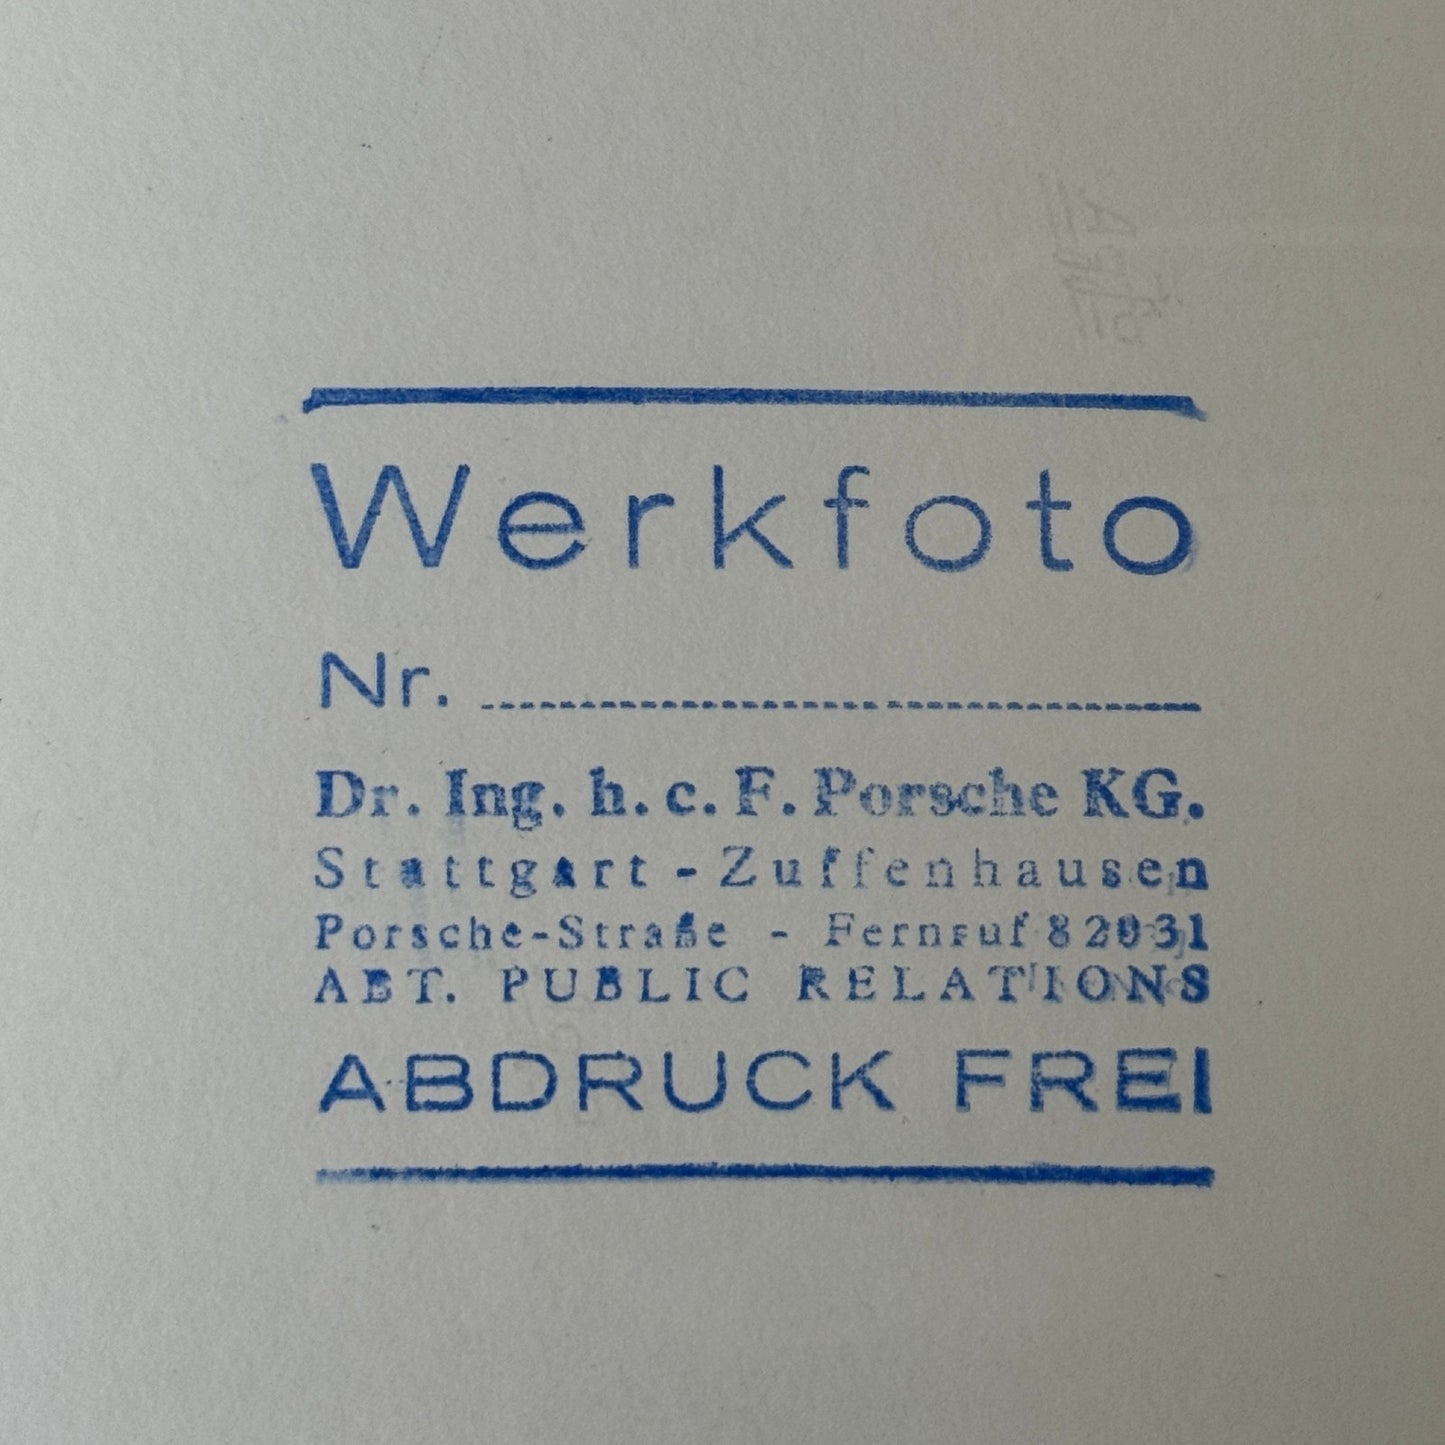 Werkfoto
Nr.
Dr. Ing. h. c. F. Porsche KG.
Stattgart - Zuffenhausen
Porsche-Straße - Fernruf 82031
ABT. PUBLIC RELATIONS
ABDRUCK FREI